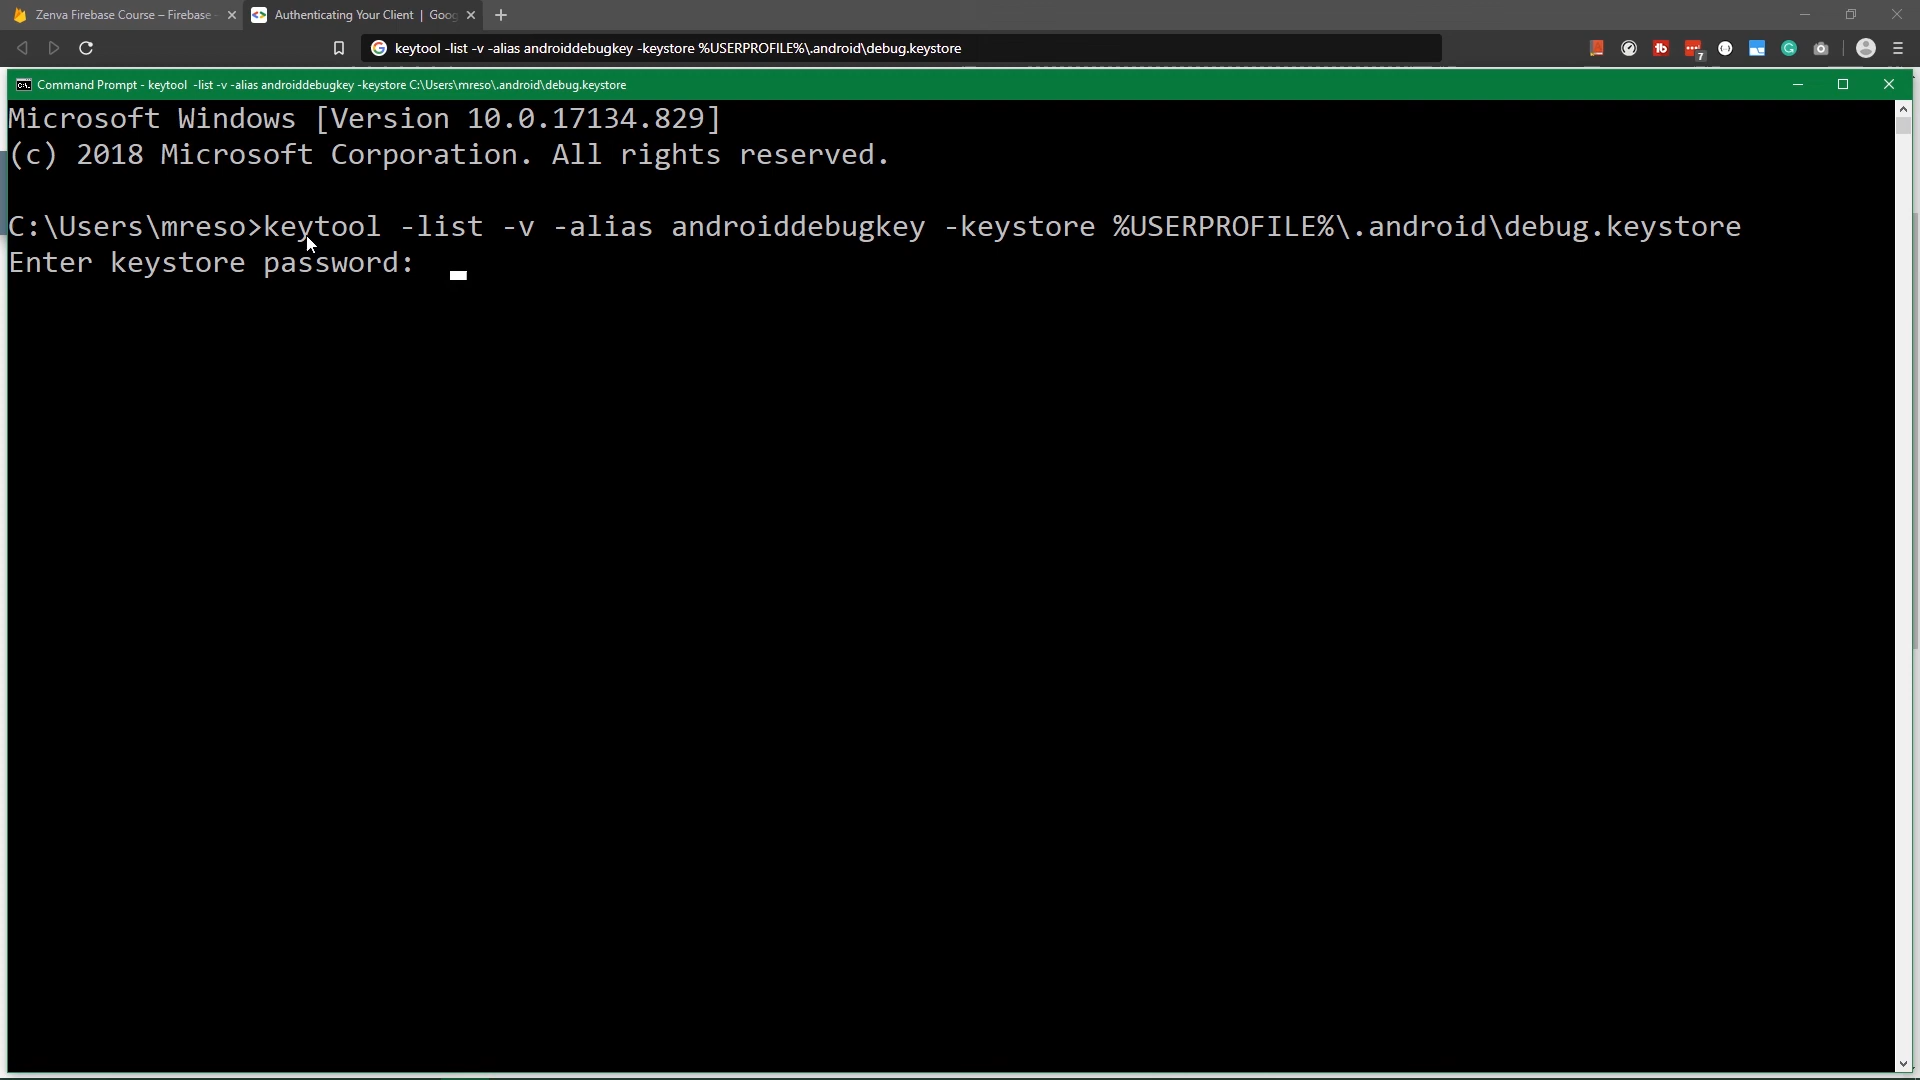 Zenva Firebase Course – Firebase
Authenticating Your Client | Goog
keytool -list -v -alias androiddebugkey -keystore %USERPROFILE%\.android\debug.keystore
7
Command Prompt - keytool -list -v -alias androiddebugkey -keystore C:\Users\mreso\.android\debug.keystore
Microsoft Windows [Version 10.0.17134.829]
(c) 2018 Microsoft Corporation. All rights reserved.
C:\Users\mreso>keytool -list -v -alias androiddebugkey -keystore %USERPROFILE%\.android\debug.keystore
Enter keystore password: